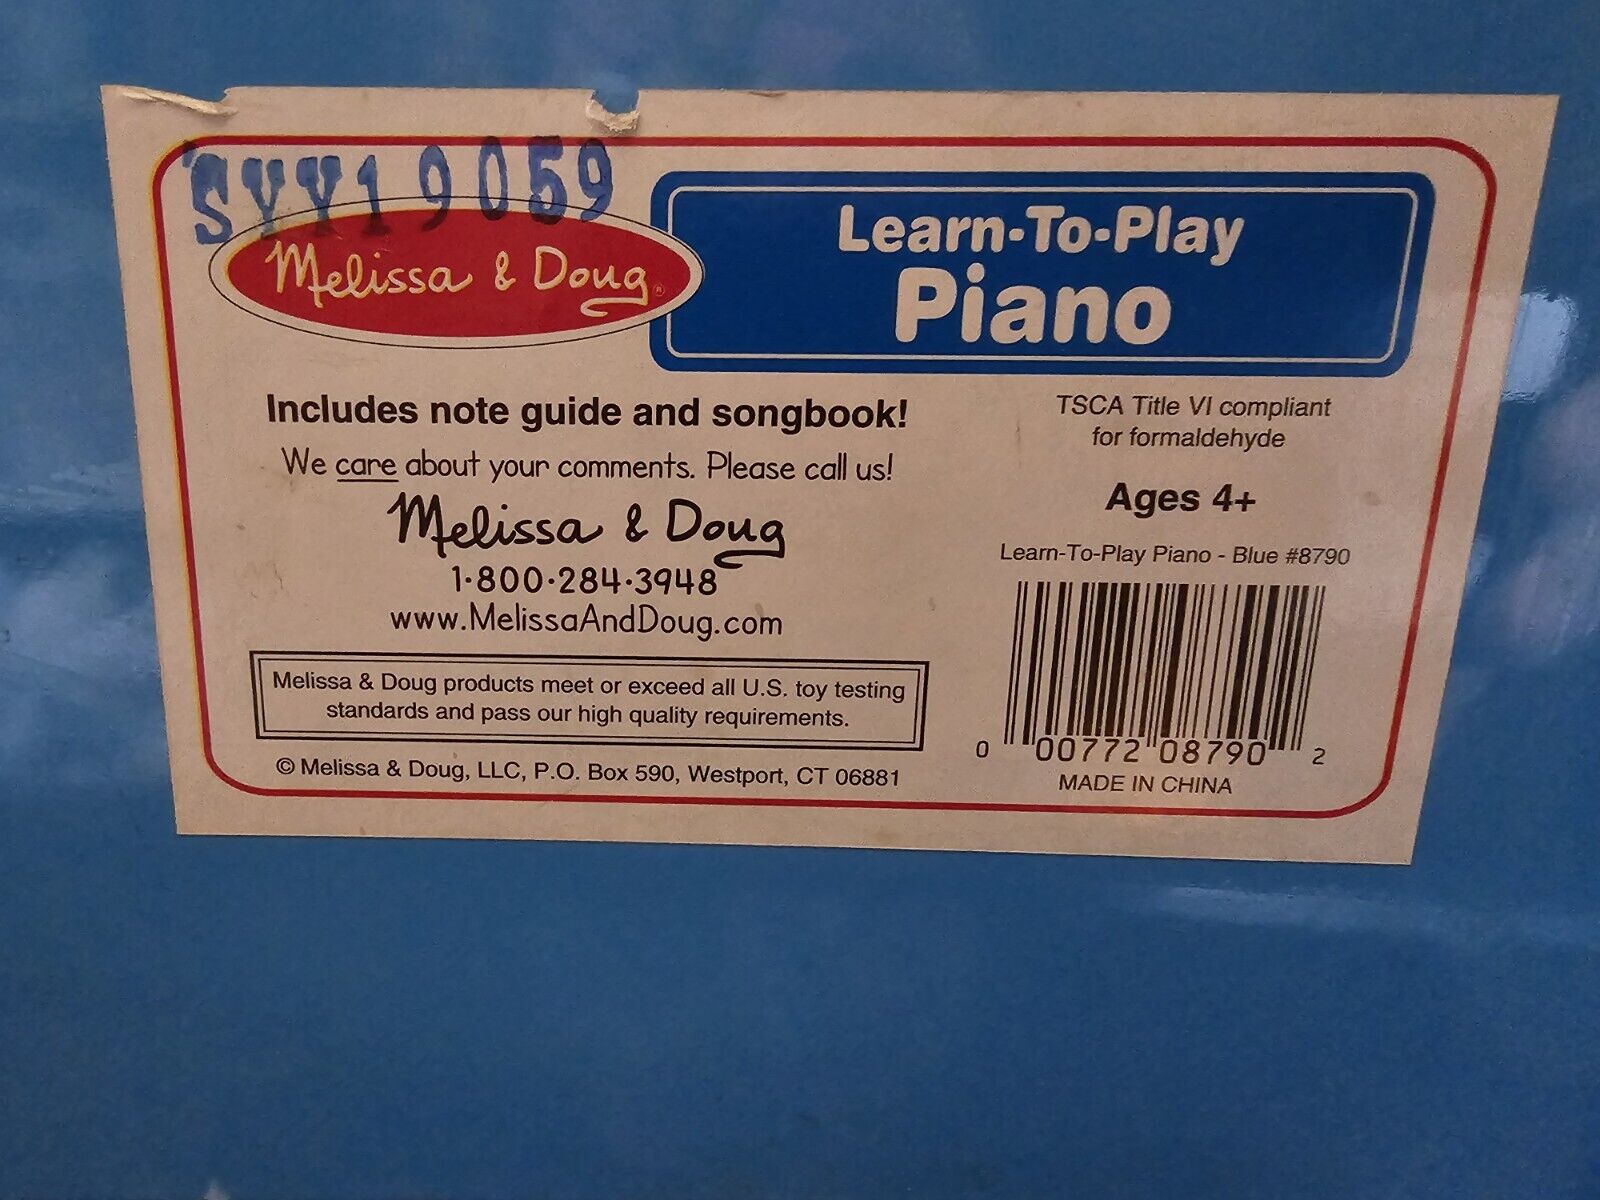 SYY19059
Melissa & Doug®
Learn-To-Play
Piano
Includes note guide and songbook!
We care about your comments. Please call us!
Melissa & Doug
1·800·284·3948
www.MelissaAndDoug.com
Melissa & Doug products meet or exceed all U.S. toy testing
standards and pass our high quality requirements.
© Melissa & Doug, LLC, P.O. Box 590, Westport, CT 06881
TSCA Title VI compliant
for formaldehyde
Ages 4+
Learn-To-Play Piano - Blue #8790
0 00772 08790 2
MADE IN CHINA